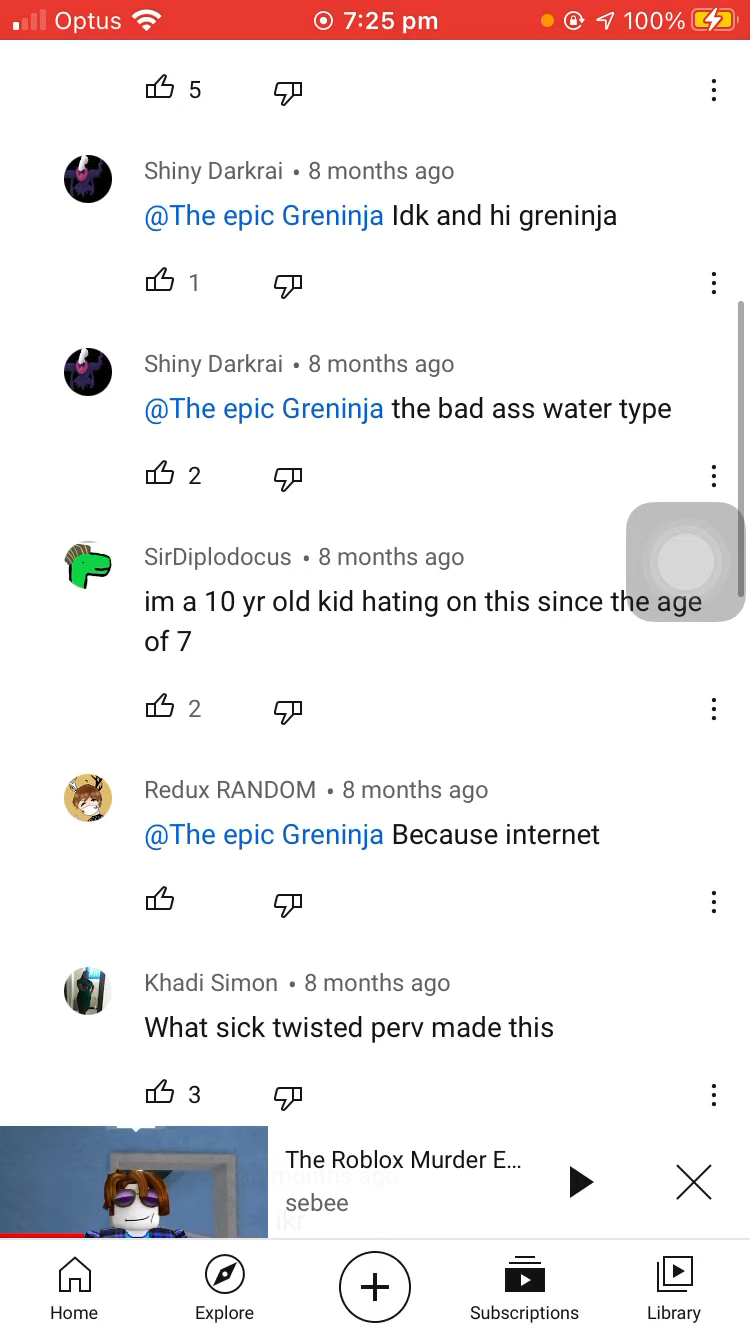 Optus 7:25 pm 100%
5
Shiny Darkrai • 8 months ago
@The epic Greninja Idk and hi greninja
1
Shiny Darkrai • 8 months ago
@The epic Greninja the bad ass water type
2
SirDiplodocus • 8 months ago
im a 10 yr old kid hating on this since the age
of 7
2
Redux RANDOM • 8 months ago
@The epic Greninja Because internet
Khadi Simon • 8 months ago
What sick twisted perv made this
3
The Roblox Murder E...
months ago
sebee
ikr
Home Explore Subscriptions Library